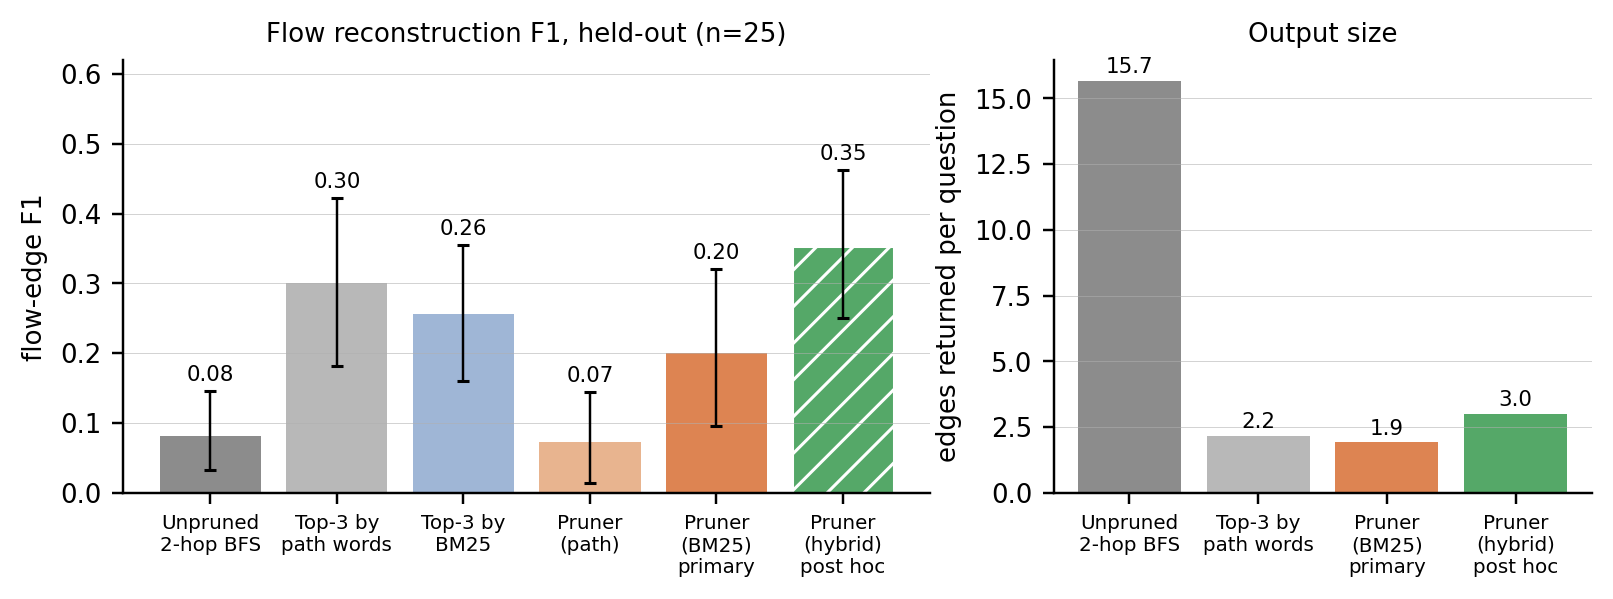 Flow reconstruction F1, held-out (n=25)
flow-edge F1
0.6
0.5
0.4
0.3
0.2
0.1
0.0
0.08
0.30
0.26
0.07
0.20
0.35
Unpruned
2-hop BFS
Top-3 by
path words
Top-3 by
BM25
Pruner
(path)
Pruner
(BM25)
primary
Pruner
(hybrid)
post hoc
Output size
edges returned per question
15.0
12.5
10.0
7.5
5.0
2.5
0.0
15.7
2.2
1.9
3.0
Unpruned
2-hop BFS
Top-3 by
path words
Pruner
(BM25)
primary
Pruner
(hybrid)
post hoc